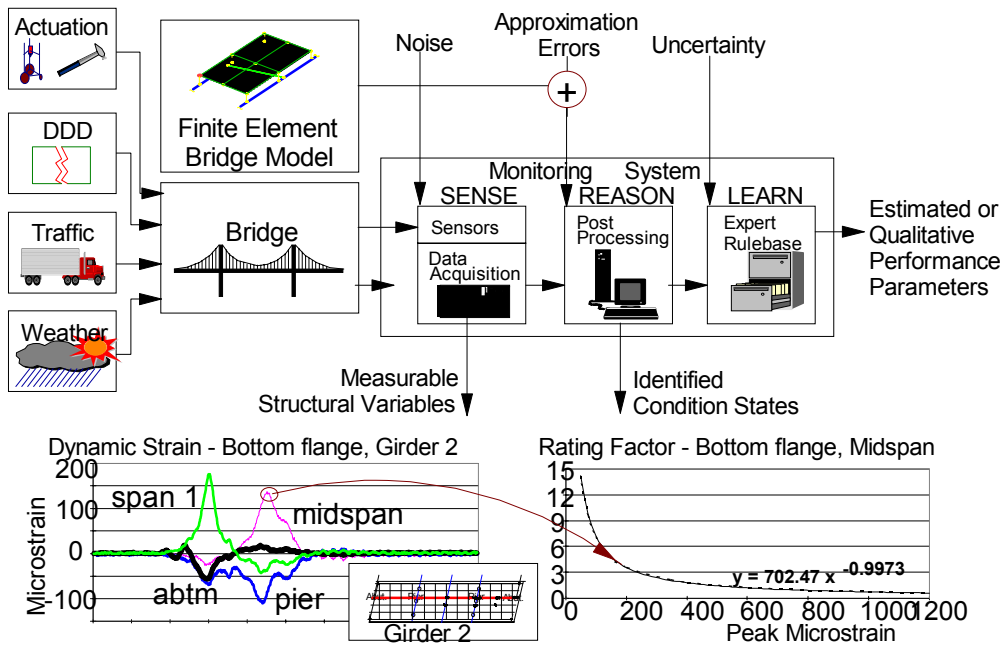 Actuation
DDD
Traffic
Weather
Finite Element
Bridge Model
Bridge
Noise
Approximation
Errors
+
Uncertainty
Monitoring System
SENSE
Sensors
Data
Acquisition
REASON
Post
Processing
LEARN
Expert
Rulebase
Estimated or
Qualitative
Performance
Parameters
Measurable
Structural Variables
Identified
Condition States
Dynamic Strain - Bottom flange, Girder 2
Microstrain
200
100
0
-100
span 1
midspan
abtm
pier
Girder 2
Rating Factor - Bottom flange, Midspan
15
12
9
6
3
0
0 200 400 600 800 1000 1200
y = 702.47 x -0.9973
Peak Microstrain